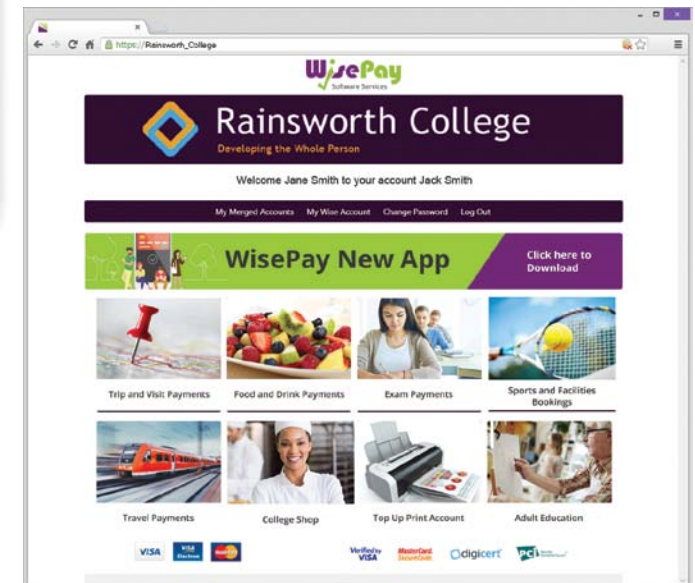 https://Rainsworth_College
WisePay
Software Services
Rainsworth College
Developing the Whole Person
Welcome Jane Smith to your account Jack Smith
My Merged Accounts My Wise Account Change Password Log Out
WisePay New App
Click here to
Download
Trip and Visit Payments
Food and Drink Payments
Exam Payments
Sports and Facilities
Bookings
Travel Payments
College Shop
Top Up Print Account
Adult Education
VISA
VISA
Electron
MasterCard
Verified by
VISA
MasterCard.
SecureCode.
digicert
PCI